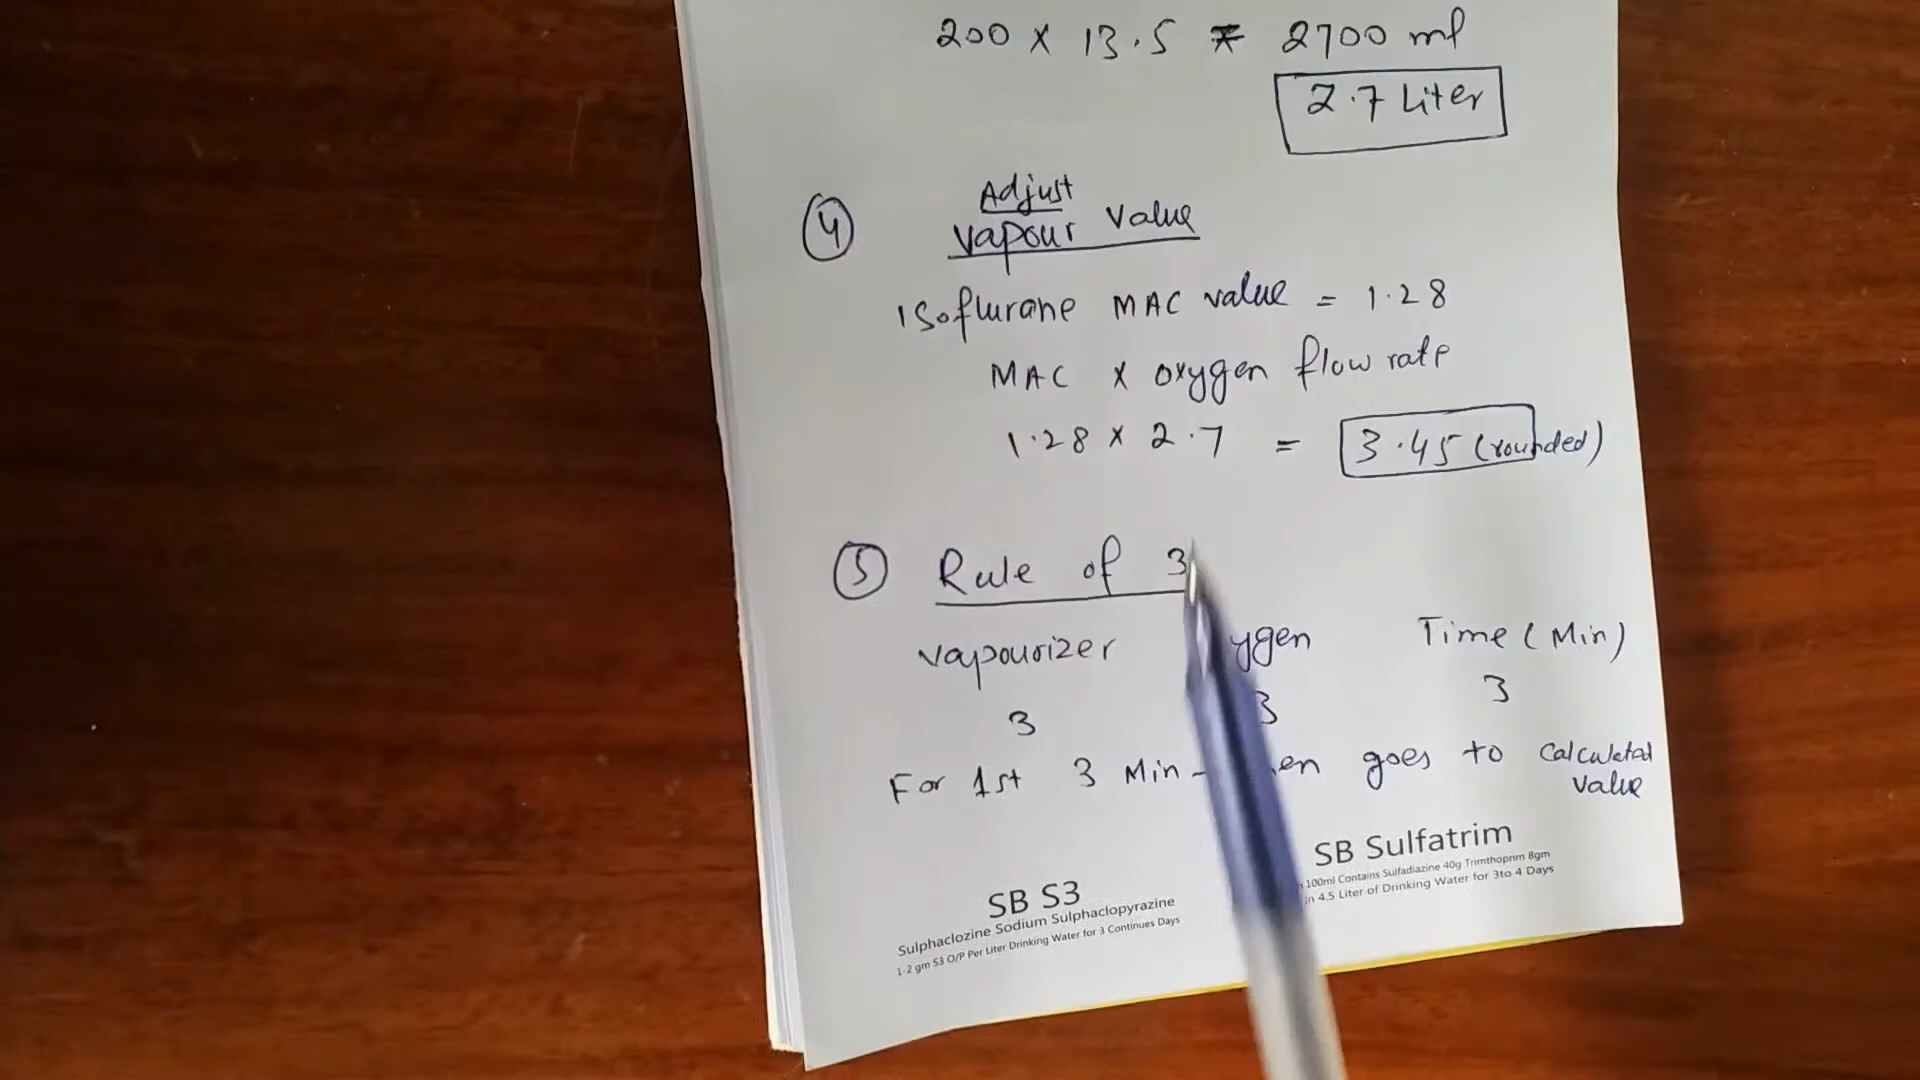 200 x 13.5 = 2700 ml
2.7 Liter
4 Adjust
Vapour Value
Isoflurane MAC value = 1.28
MAC x oxygen flow rate
1.28 x 2.7 = 3.45 (rounded)
5 Rule of 3
Vapourizer ygen Time (Min)
3 3 3
For 1st 3 Min - en goes to calculated
value
SB S3
Sulphaclozine Sodium Sulphaclopyrazine
1-2 gm S3 O/P Per Liter Drinking Water for 3 Continues Days
SB Sulfatrim
100ml Contains Sulfadiazine 40g Trimthoprim 8gm
in 4.5 Liter of Drinking Water for 3to 4 Days